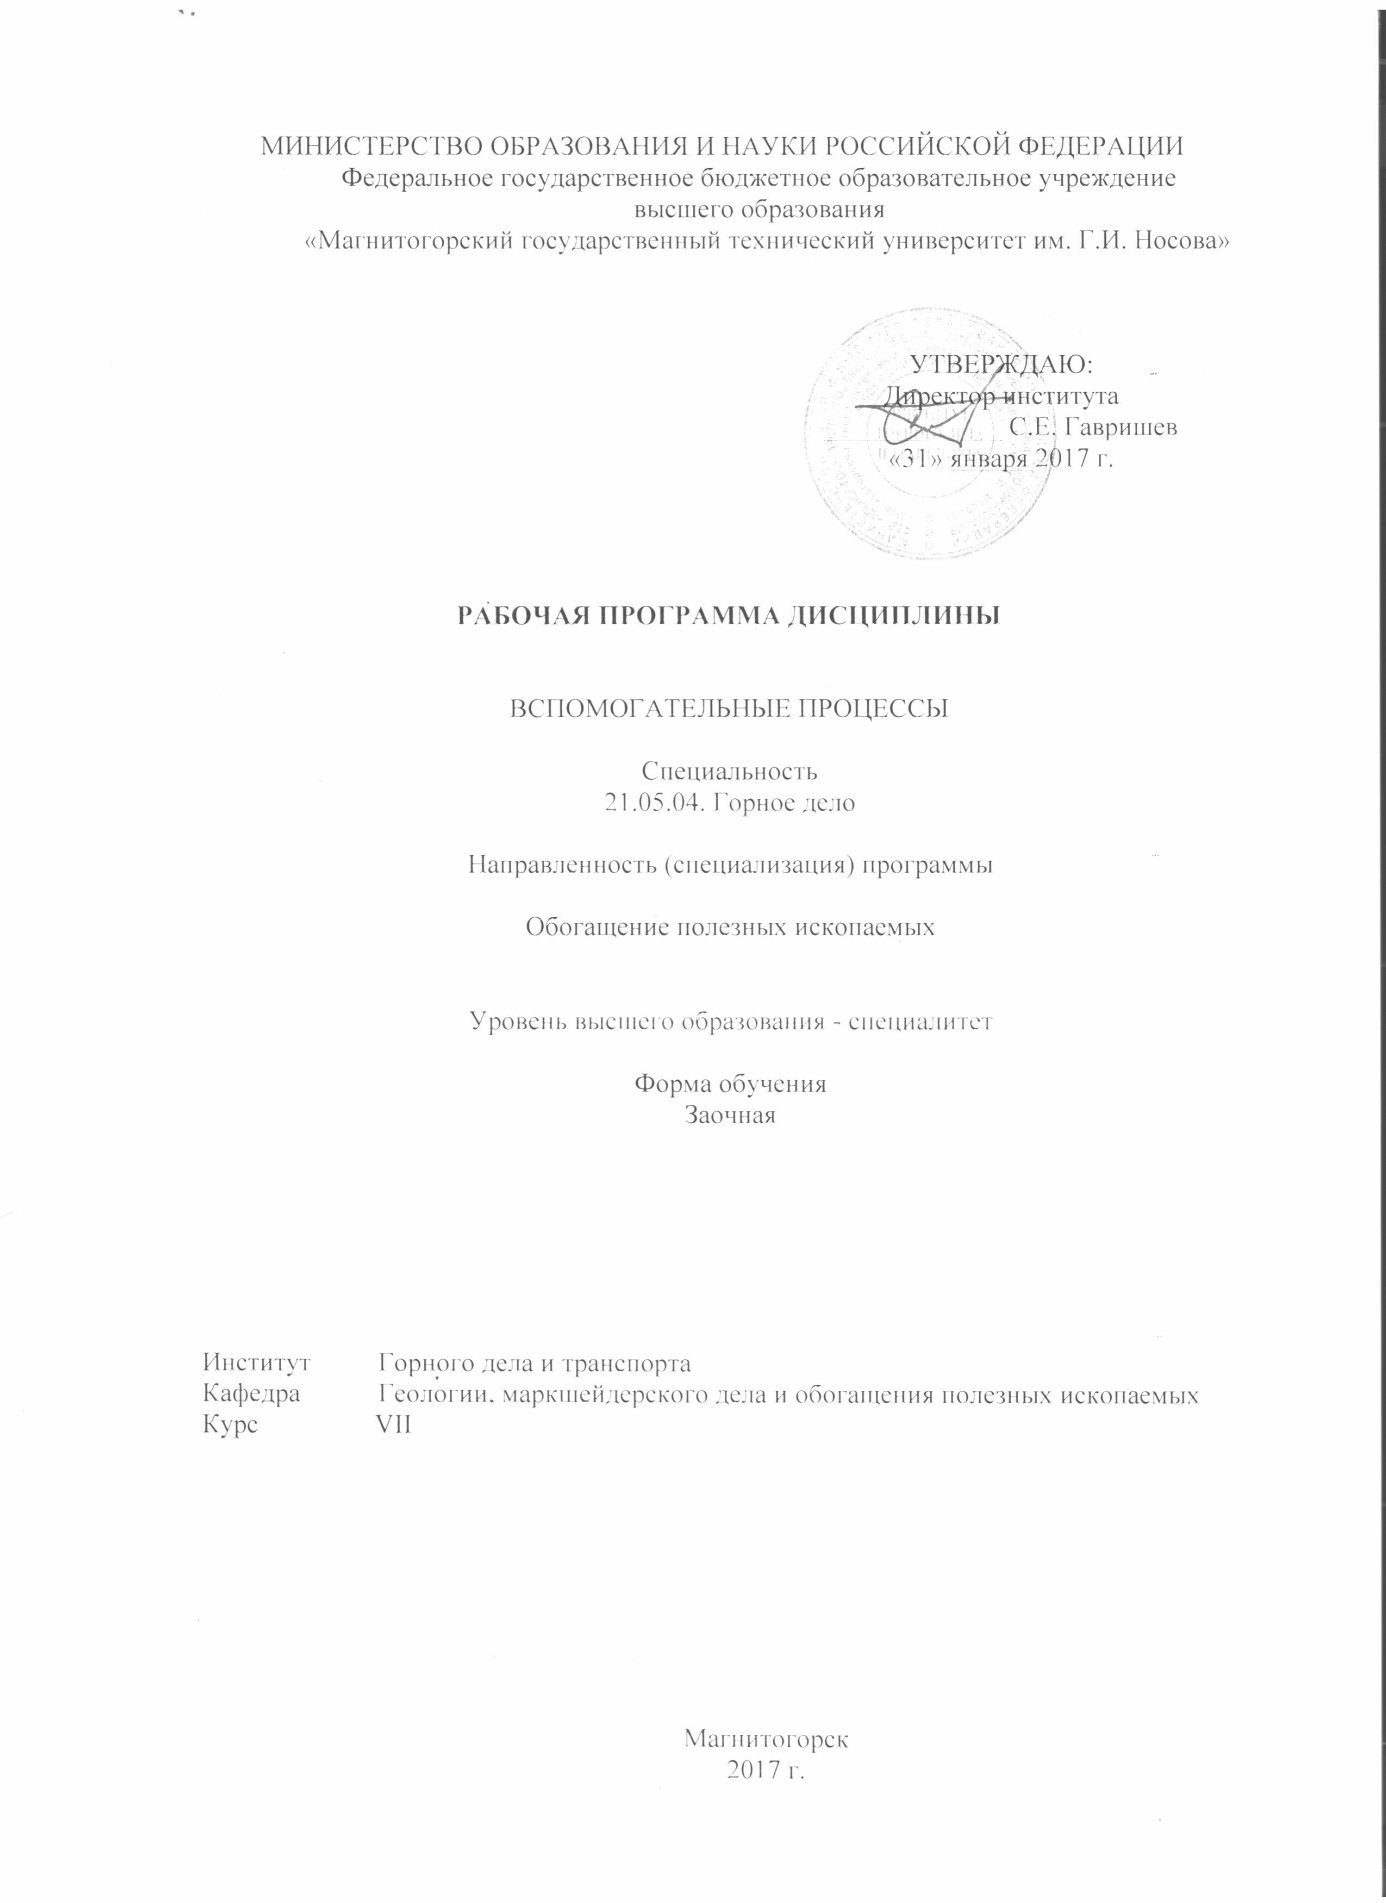 МИНИСТЕРСТВО ОБРАЗОВАНИЯ И НАУКИ РОССИЙСКОЙ ФЕДЕРАЦИИ
Федеральное государственное бюджетное образовательное учреждение
высшего образования
«Магнитогорский государственный технический университет им. Г.И. Носова»
УТВЕРЖДАЮ:
Директор института
С.Е. Гавришев
«31» января 2017 г.
РАБОЧАЯ ПРОГРАММА ДИСЦИПЛИНЫ
ВСПОМОГАТЕЛЬНЫЕ ПРОЦЕССЫ
Специальность
21.05.04. Горное дело
Направленность (специализация) программы
Обогащение полезных ископаемых
Уровень высшего образования - специалитет
Форма обучения
Заочная
Институт Горного дела и транспорта
Кафедра Геологии, маркшейдерского дела и обогащения полезных ископаемых
Курс VII
Магнитогорск
2017 г.